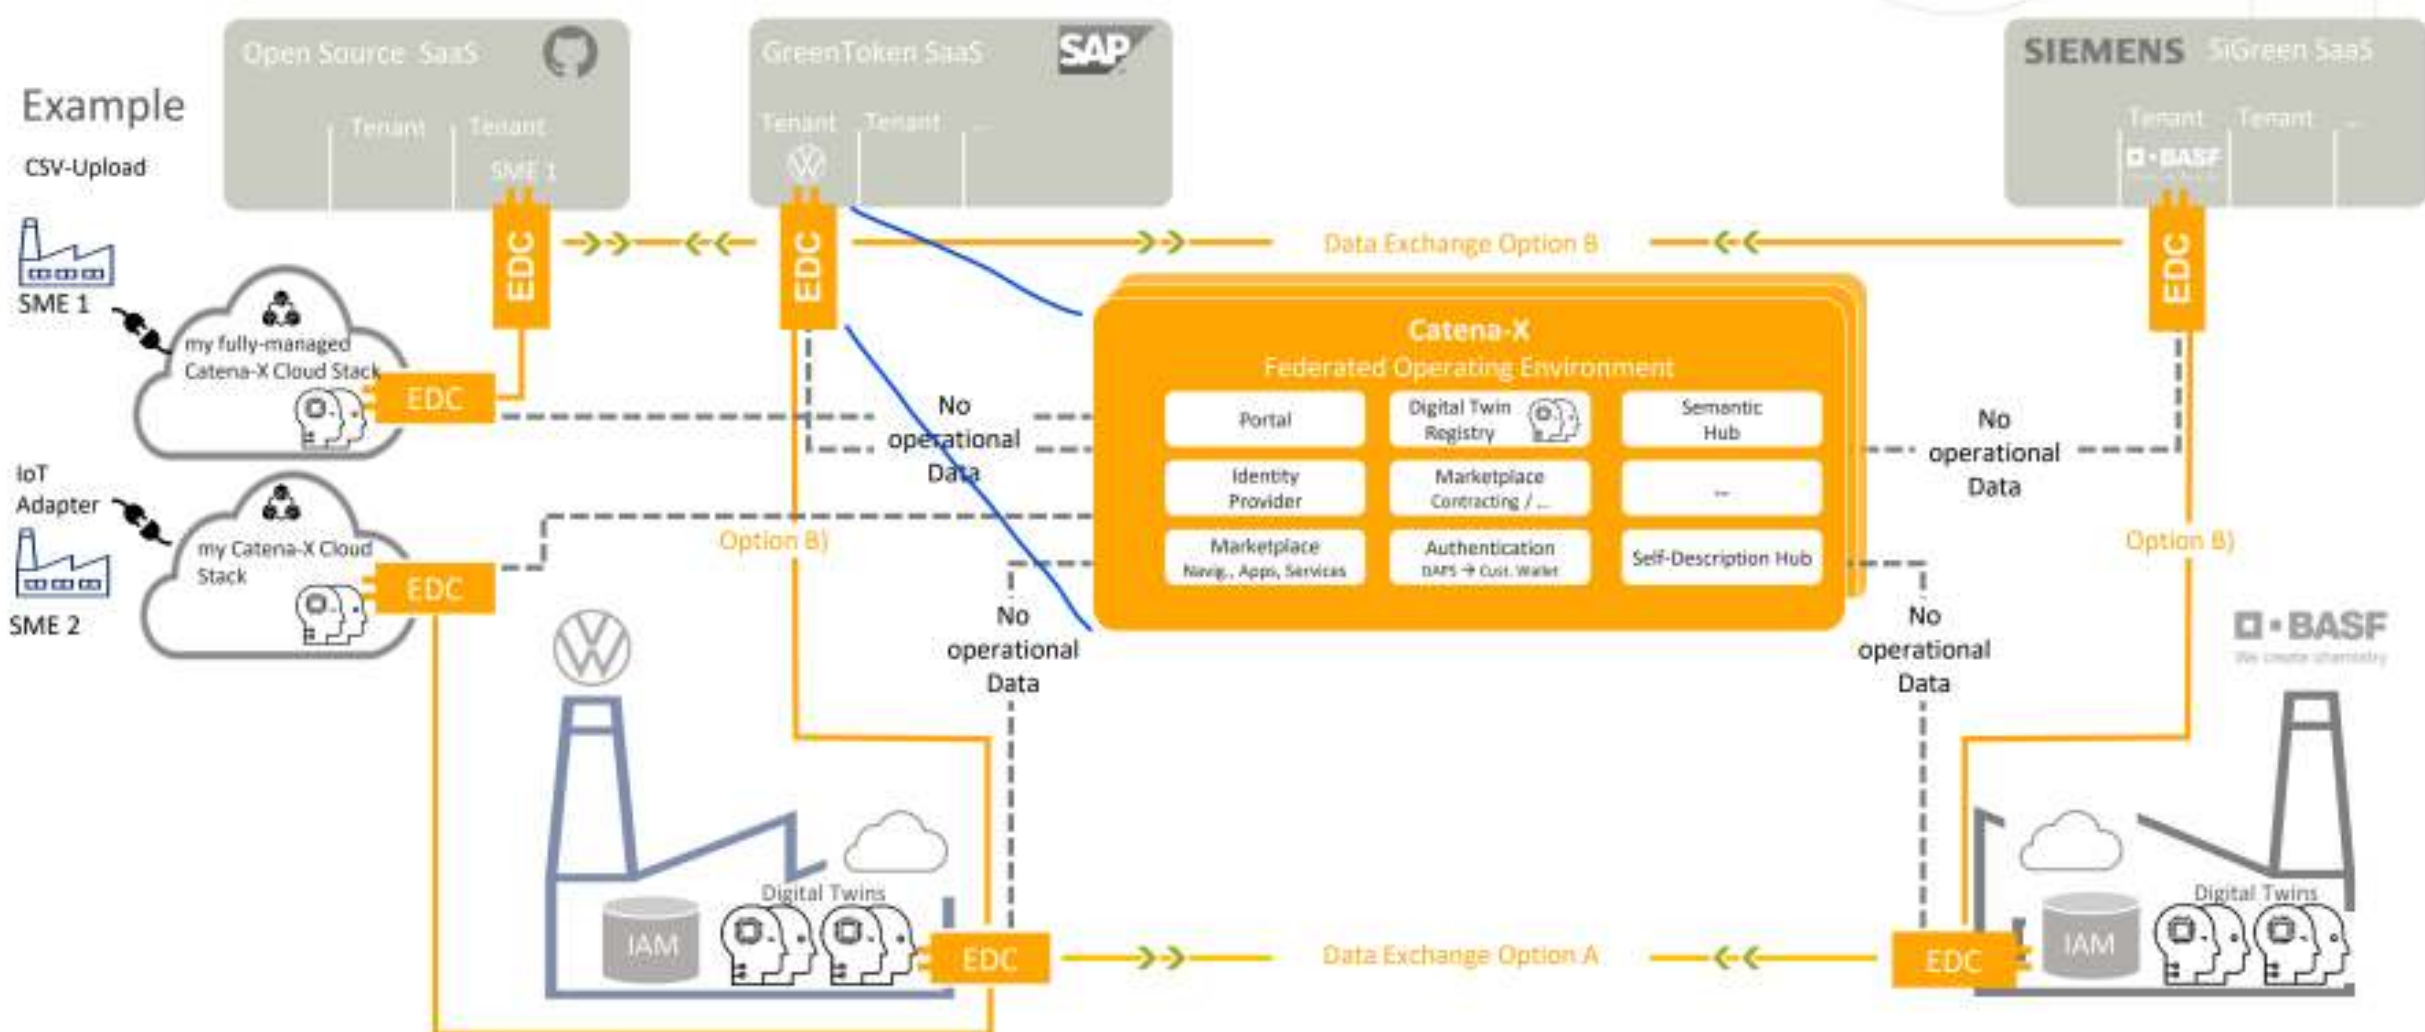 Open Source SaaS
Tenant
Tenant
SME 1
GreenToken SaaS
SAP
Tenant
Tenant
...
SIEMENS
SiGreen SaaS
Tenant
Tenant
...
BASF
Example
CSV-Upload
SME 1
my fully-managed
Catena-X Cloud Stack
EDC
EDC
EDC
Data Exchange Option B
EDC
IoT
Adapter
SME 2
my Catena-X Cloud
Stack
EDC
No
operational
Data
Option B)
Catena-X
Federated Operating Environment
Portal
Digital Twin
Registry
Semantic
Hub
Identity
Provider
Marketplace
Contracting / ...
...
Marketplace
Navig., Apps, Services
Authentication
DAPS → Cust. Wallet
Self-Description Hub
No
operational
Data
Option B)
No
operational
Data
No
operational
Data
BASF
We create chemistry
IAM
Digital Twins
EDC
Data Exchange Option A
EDC
IAM
Digital Twins